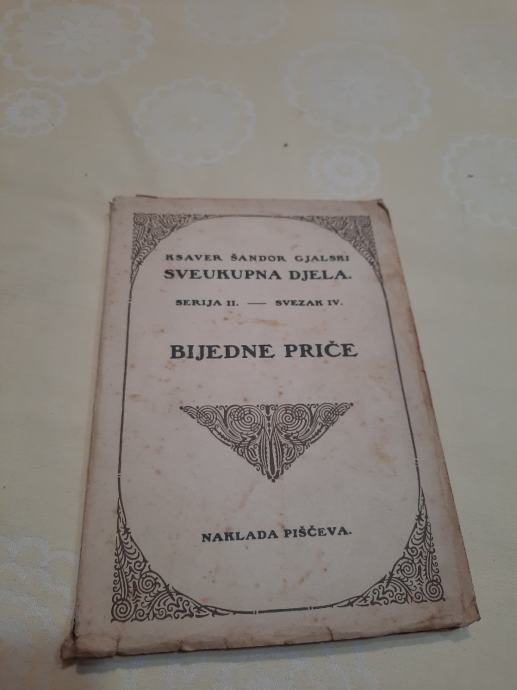 KSAVER ŠANDOR GJALSKI
SVEUKUPNA DJELA.
SERIJA II. — SVEZAK IV.
BIJEDNE PRIČE
NAKLADA PIŠČEVA.